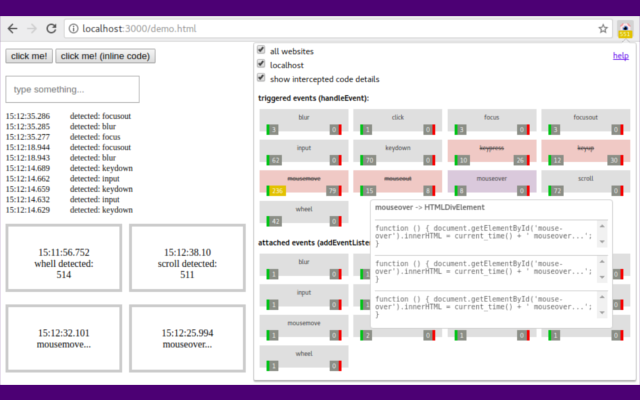 localhost:3000/demo.html
click me! click me! (inline code)
type something...
15:12:35.286 detected: focusout
15:12:35.285 detected: blur
15:12:35.277 detected: focus
15:12:18.944 detected: focusout
15:12:18.943 detected: blur
15:12:14.689 detected: keydown
15:12:14.662 detected: input
15:12:14.659 detected: keydown
15:12:14.632 detected: input
15:12:14.629 detected: keydown
15:11:56.752
whell detected:
514
15:12:38.10
scroll detected:
511
15:12:32.101
mousemove...
15:12:25.994
mouseover...
all websites
help
localhost
show intercepted code details
triggered events (handleEvent):
blur click focus focusout
3 0 1 0 3 0 3 0
input keydown keypress keyup
62 0 70 0 10 26 12 30
mousemove mouseout mouseover scroll
236 79 15 8 0 72 0
wheel
42 0
mouseover -> HTMLDivElement
function () { document.getElementById('mouse-
over').innerHTML = current_time() + ' mouseover...';
}
function () { document.getElementById('mouse-
over').innerHTML = current_time() + ' mouseover...';
}
function () { document.getElementById('mouse-
over').innerHTML = current_time() + ' mouseover...';
}
attached events (addEventListe
blur
1 0
input
1 0
mousemove
1 0 2 0 1 0 1 0
wheel
1 0